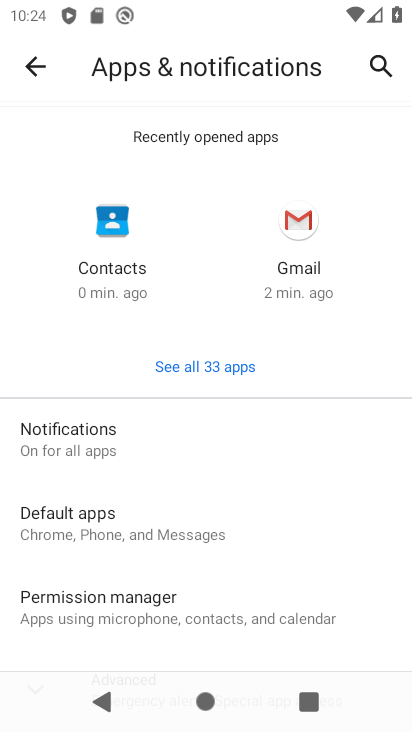 10:24
Apps & notifications
Recently opened apps
Contacts
0 min. ago
Gmail
2 min. ago
See all 33 apps
Notifications
On for all apps
Default apps
Chrome, Phone, and Messages
Permission manager
Apps using microphone, contacts, and calendar
Advanced